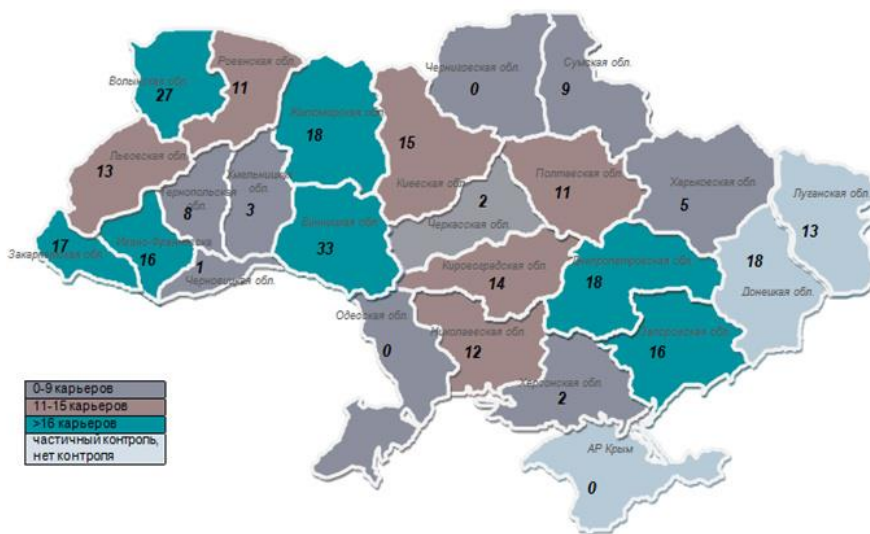 Черниговская обл.
0
Сумская обл.
9
Ровенская обл.
11
Волынская обл.
27
Житомирская обл.
18
15
Киевская обл.
Львовская обл.
13
Тернопольская
обл.
8
Хмельницкая
обл.
3
Полтавская обл.
11
Харьковская обл.
5
Луганская обл.
13
2
Черкасская обл.
Винницкая обл.
33
17
Закарпатская обл.
Ивано-Франковска
16
1
Черновицкая обл.
Кировоградская обл.
14
Днепропетровская обл.
18
18
Донецкая обл.
Одесская обл.
0
Николаевская обл.
12
Запоровская обл.
16
Херсонская обл.
2
АР Крым
0
0-9 карьеров
11-15 карьеров
>16 карьеров
частичный контроль,
нет контроля